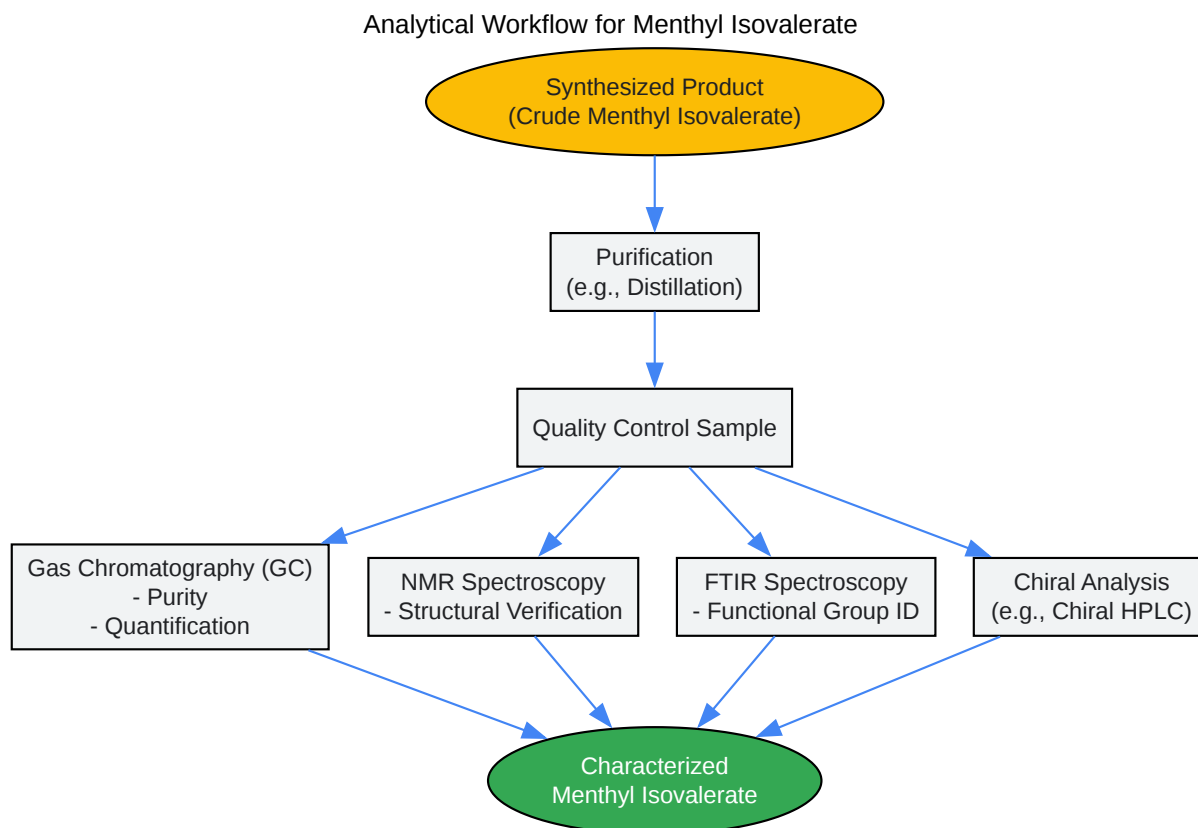 Analytical Workflow for Menthyl Isovalerate
Synthesized Product
(Crude Menthyl Isovalerate)
Purification
(e.g., Distillation)
Quality Control Sample
Gas Chromatography (GC)
- Purity
- Quantification
NMR Spectroscopy
- Structural Verification
FTIR Spectroscopy
- Functional Group ID
Chiral Analysis
(e.g., Chiral HPLC)
Characterized
Menthyl Isovalerate